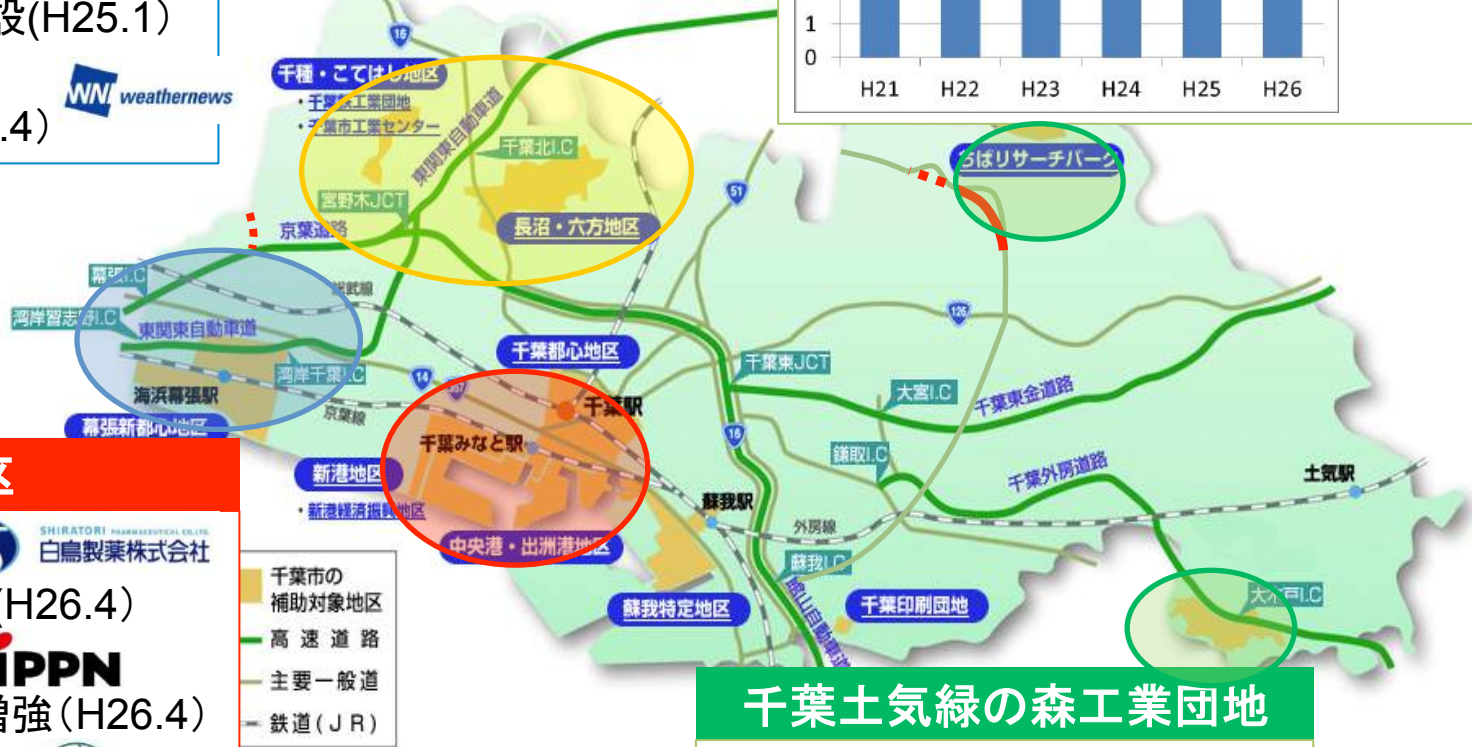 設(H25.1)
WNI weathernews
.4)
1
0
H21 H22 H23 H24 H25 H26
16
千種・こてはし地区
・千葉鉄工業団地
・千葉市工業センター
東関東自動車道
千葉北I.C
ちばリサーチパーク
51
宮野木JCT
京葉道路
長沼・六方地区
幕張I.C
総武線
湾岸習志野I.C
東関東自動車道
126
千葉都心地区
千葉東JCT
湾岸千葉I.C
14
357
大宮I.C
千葉東金道路
海浜幕張駅
京葉線
千葉駅
幕張新都心地区
千葉みなと駅
16
鎌取I.C
千葉外房道路
土気駅
区
新港地区
・新港経済振興地区
蘇我駅
外房線
SHIRATORI PHARMACEUTICAL CO.,LTD.
白鳥製薬株式会社
中央港・出洲港地区
蘇我I.C
千葉市の
補助対象地区
高速道路
主要一般道
鉄道(JR)
(H26.4)
蘇我特定地区
館山自動車道
千葉印刷団地
大木戸I.C
IPPN
増強(H26.4)
千葉土気緑の森工業団地